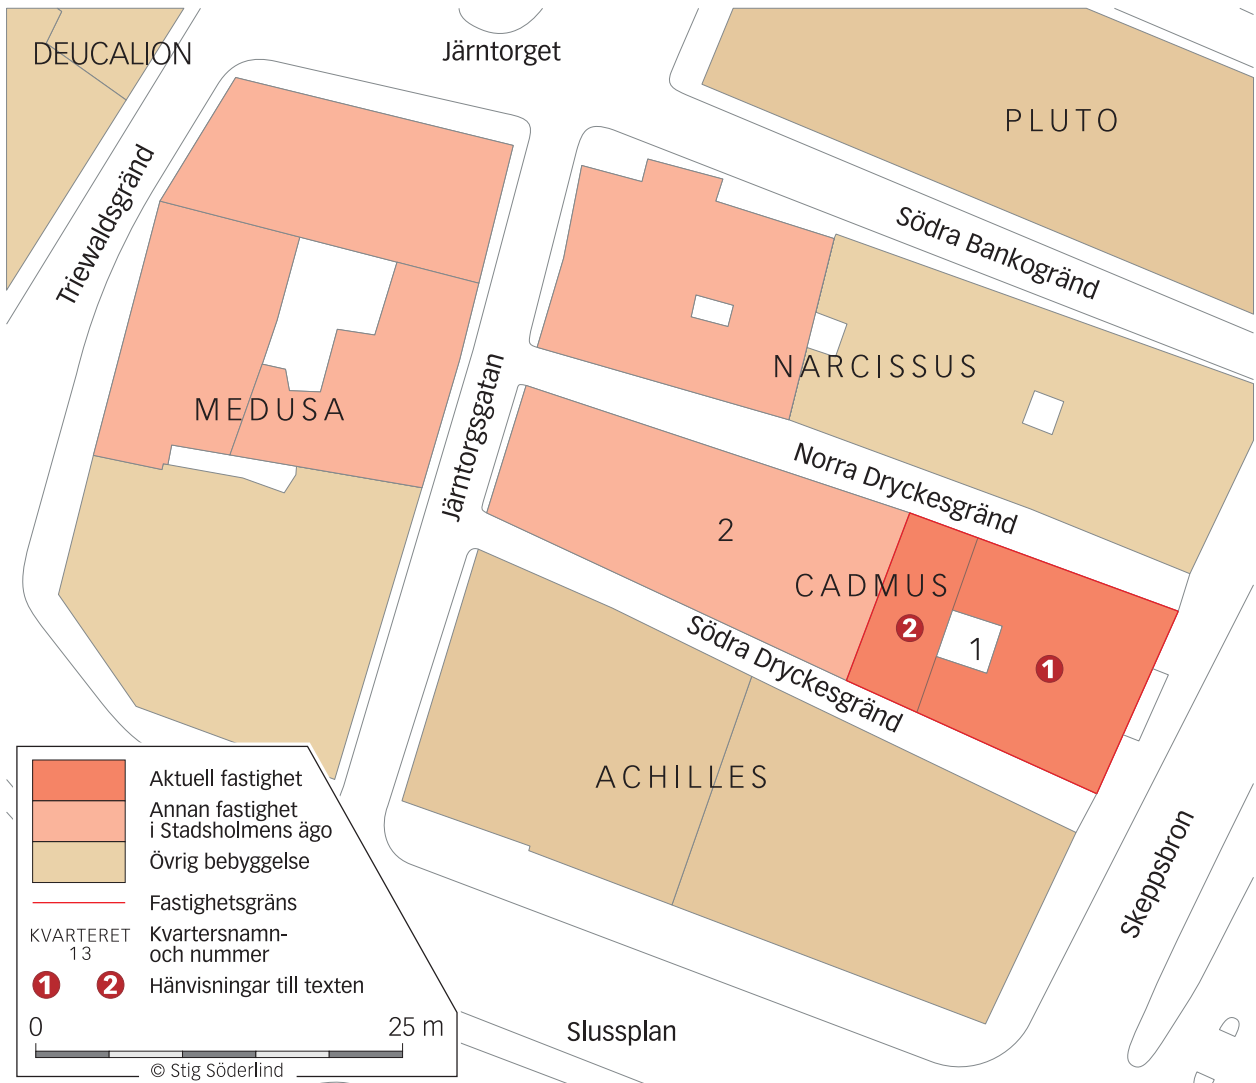 DEUCALION
Järntorget
PLUTO
Triewaldsgränd
Södra Bankogränd
NARCISSUS
MEDUSA
Järntorgsgatan
Norra Dryckesgränd
2
CADMUS
2
1
1
Södra Dryckesgränd
ACHILLES
Skeppsbron
Slussplan
Aktuell fastighet
Annan fastighet
i Stadsholmens ägo
Övrig bebyggelse
Fastighetsgräns
KVARTERET
13
Kvartersnamn-
och nummer
1 2 Hänvisningar till texten
0 25 m
© Stig Söderlind